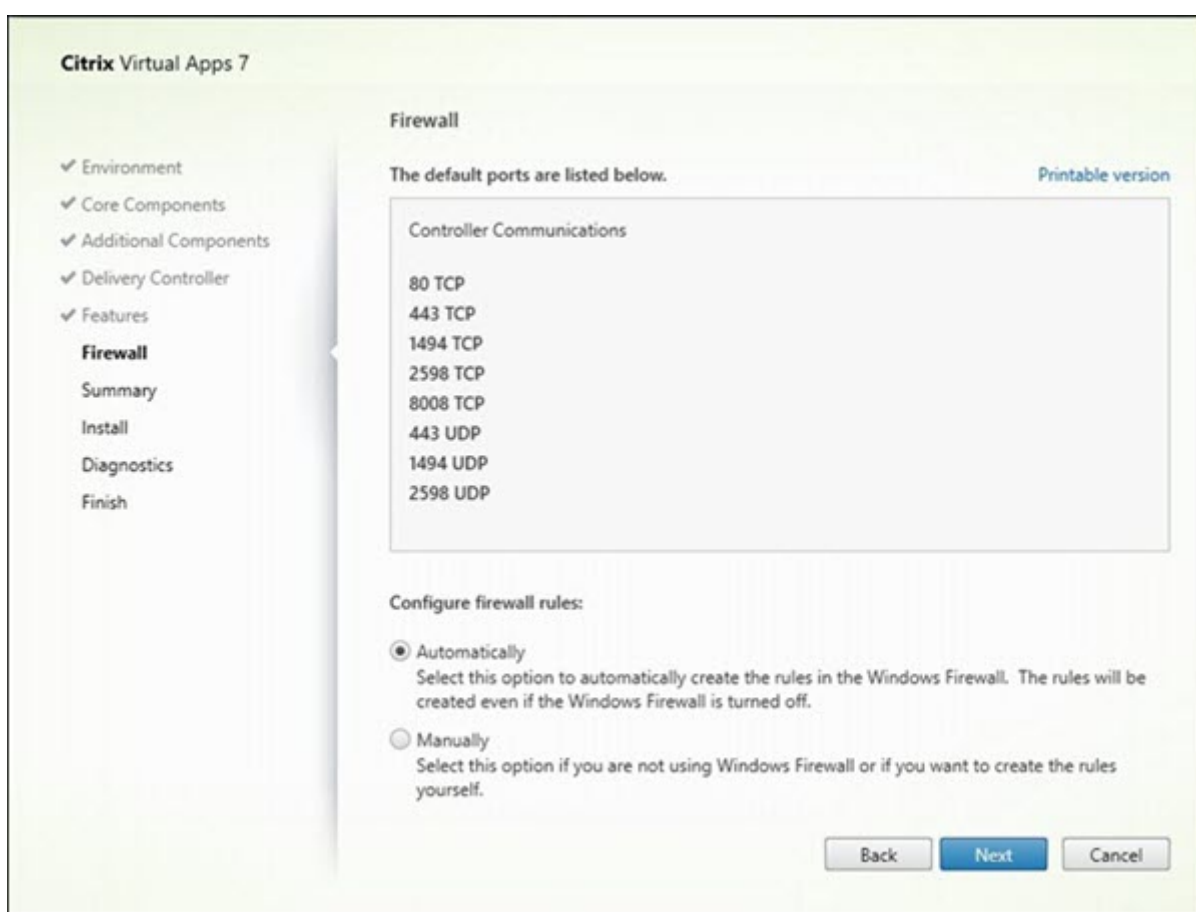 Citrix Virtual Apps 7
Environment
Core Components
Additional Components
Delivery Controller
Features
Firewall
Summary
Install
Diagnostics
Finish
Firewall
The default ports are listed below.
Printable version
Controller Communications
80 TCP
443 TCP
1494 TCP
2598 TCP
8008 TCP
443 UDP
1494 UDP
2598 UDP
Configure firewall rules:
Automatically
Select this option to automatically create the rules in the Windows Firewall. The rules will be
created even if the Windows Firewall is turned off.
Manually
Select this option if you are not using Windows Firewall or if you want to create the rules
yourself.
Back
Next
Cancel